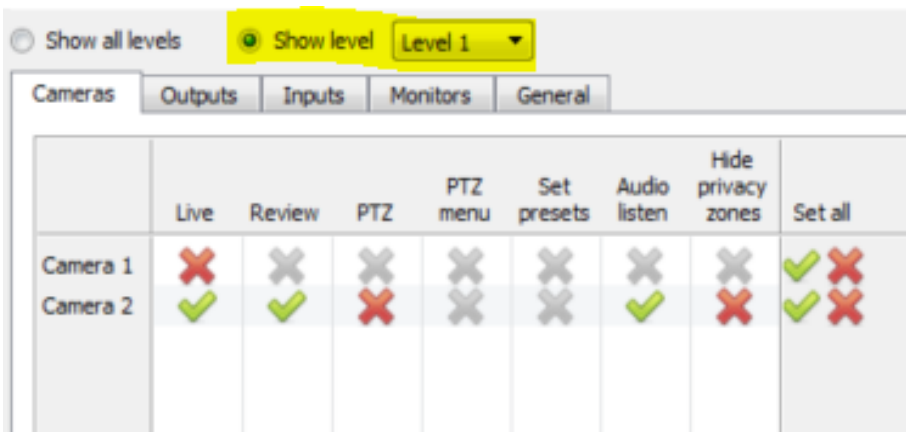 Show all levels Show level Level 1
Cameras Outputs Inputs Monitors General
Live Review PTZ PTZ menu Set presets Audio listen Hide privacy zones Set all
Camera 1
Camera 2